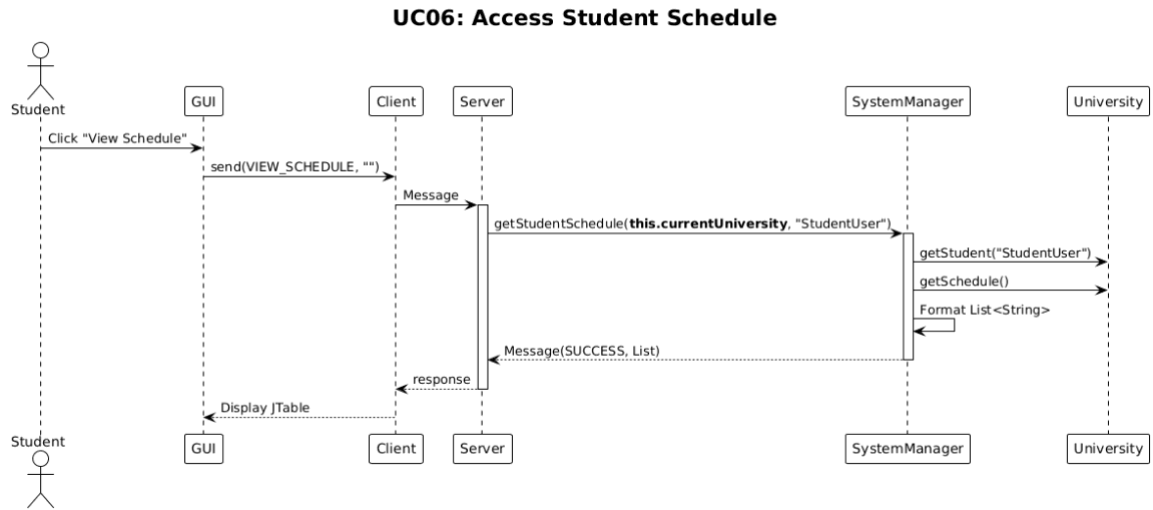 UC06: Access Student Schedule
Student
GUI
Client
Server
SystemManager
University
Click "View Schedule"
send(VIEW_SCHEDULE, "")
Message
getStudentSchedule(this.currentUniversity, "StudentUser")
getStudent("StudentUser")
getSchedule()
Format List<String>
Message(SUCCESS, List)
response
Display JTable
Student
GUI
Client
Server
SystemManager
University